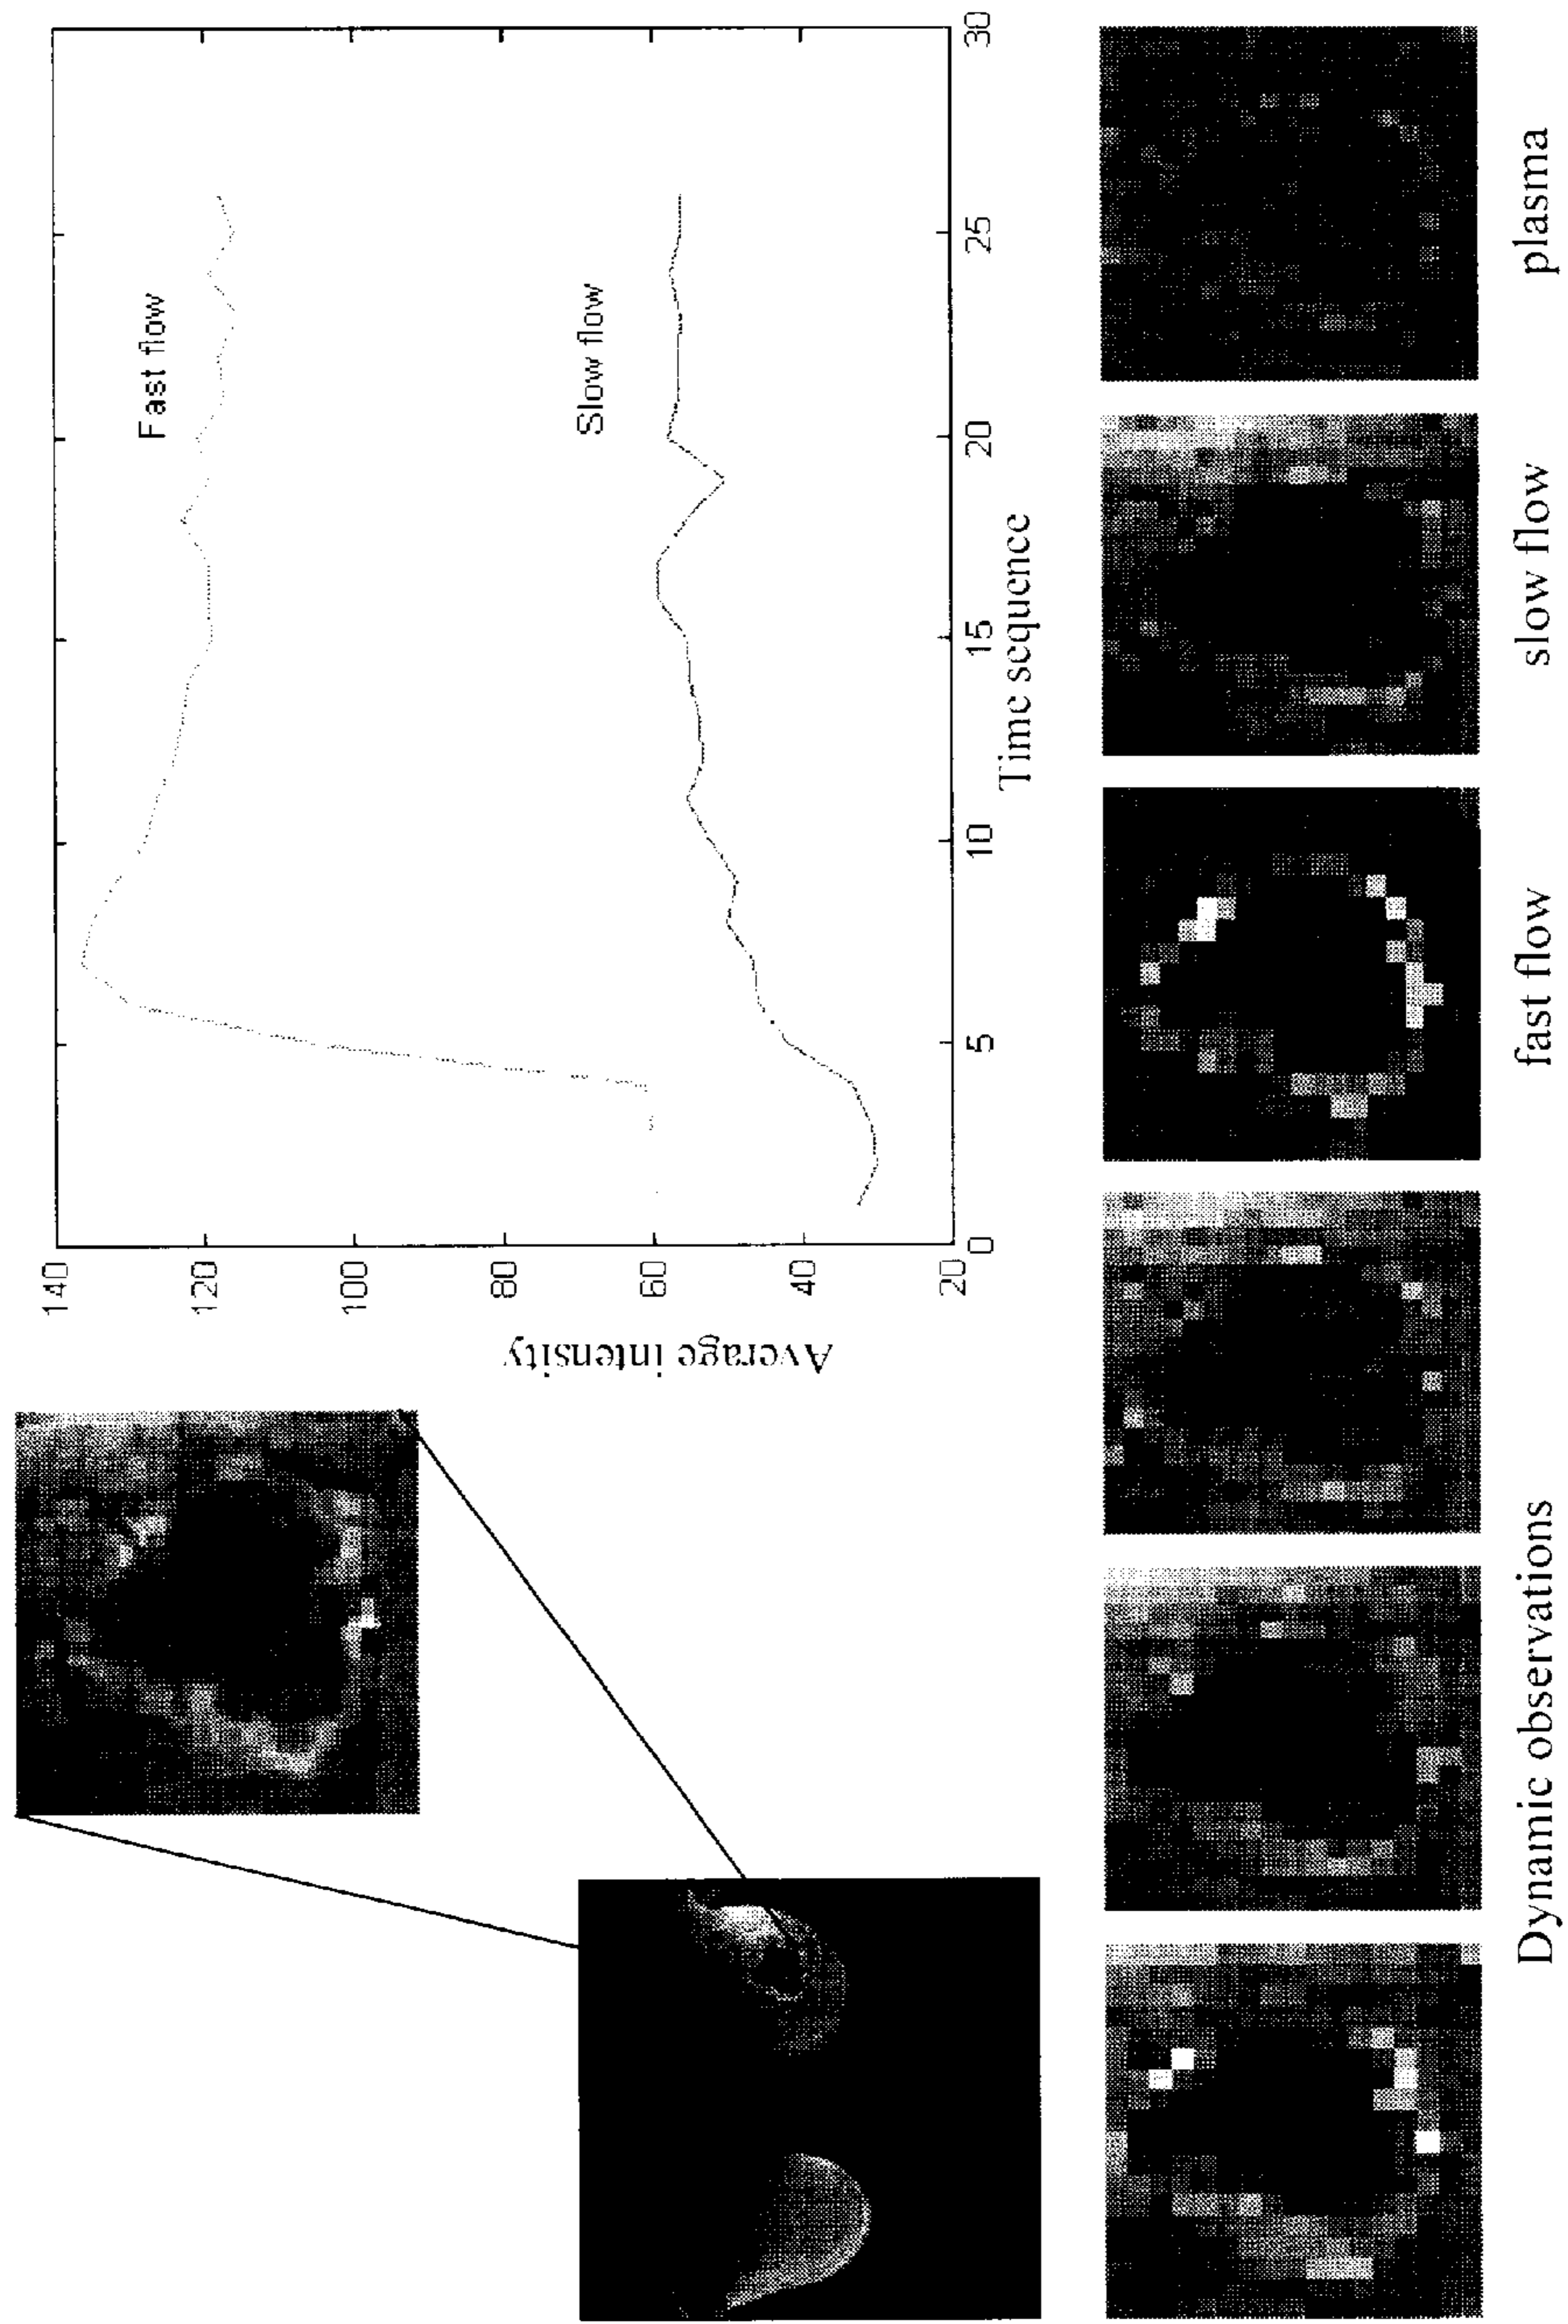 Average intensity
140
120
100
80
60
40
20
Fast flow
Slow flow
0 5 10 15 20 25 30
Time sequence
Dynamic observations fast flow slow flow plasma